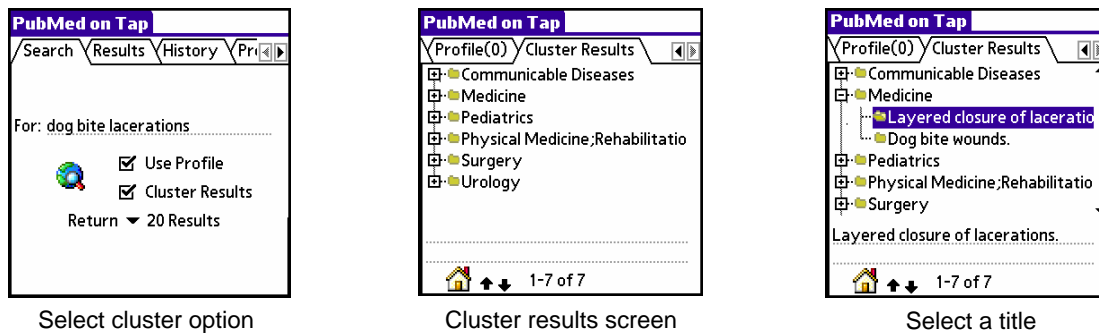 PubMed on Tap
Search Results History Pr
For: dog bite lacerations
Use Profile
Cluster Results
Return 20 Results
Select cluster option
PubMed on Tap
Profile(0) Cluster Results
Communicable Diseases
Medicine
Pediatrics
Physical Medicine;Rehabilitatio
Surgery
Urology
1-7 of 7
Cluster results screen
PubMed on Tap
Profile(0) Cluster Results
Communicable Diseases
Medicine
Layered closure of laceratio
Dog bite wounds.
Pediatrics
Physical Medicine;Rehabilitatio
Surgery
Layered closure of lacerations.
1-7 of 7
Select a title